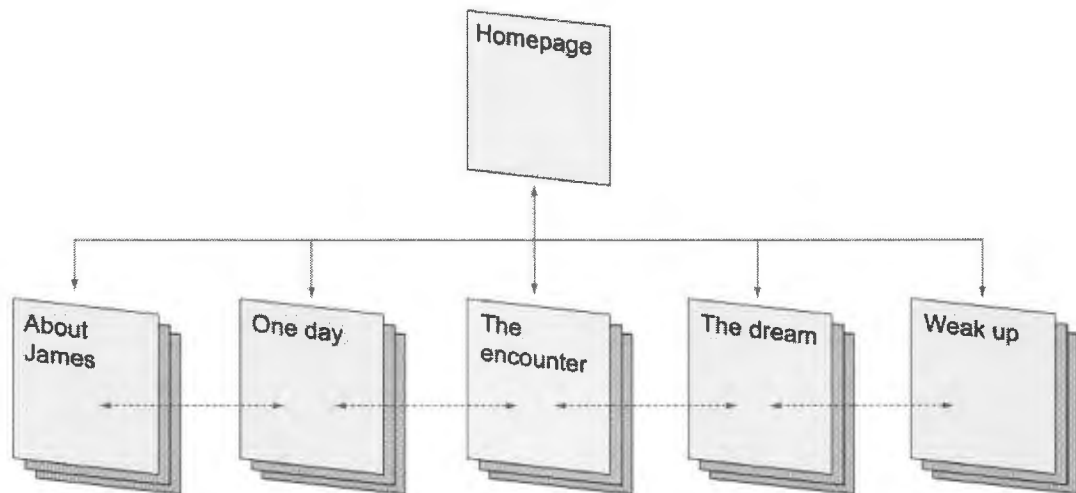 Homepage
About
James
One day
The
encounter
The dream
Weak up